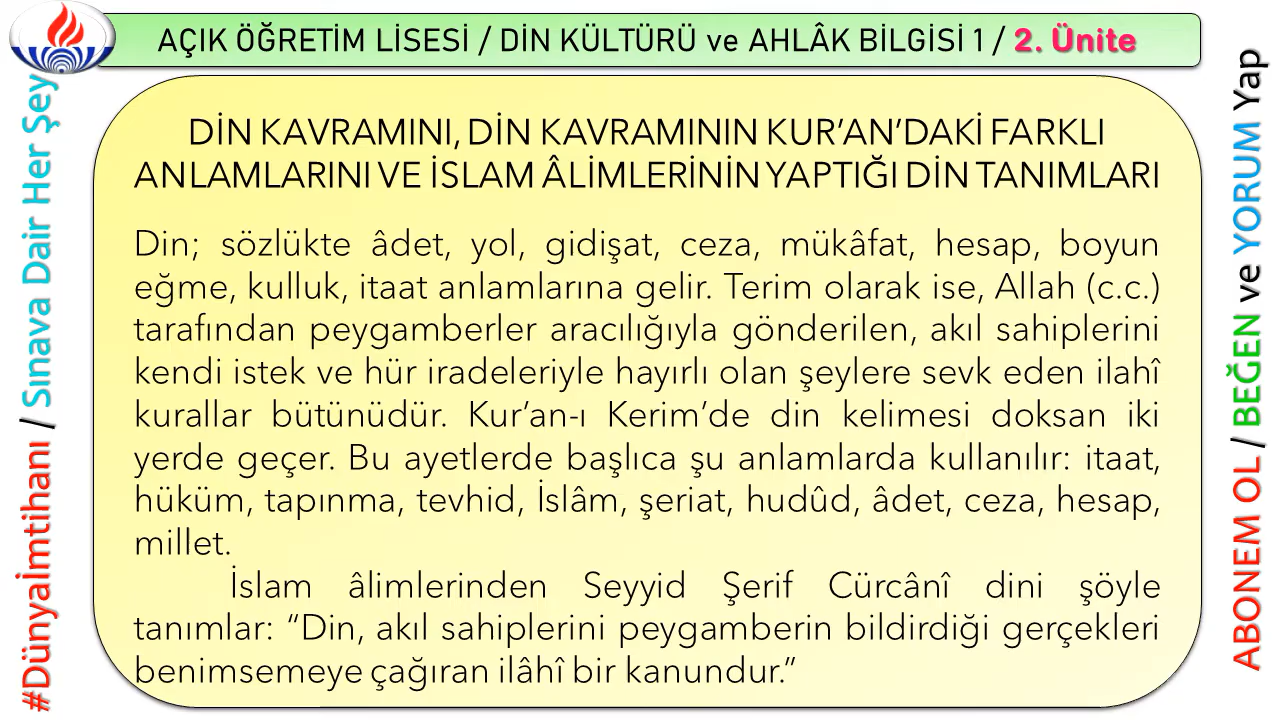 AÇIK ÖĞRETİM LİSESİ / DİN KÜLTÜRÜ ve AHLÂK BİLGİSİ 1 / 2. Ünite
#Dünyaİmtihanı / Sınava Dair Her Şey
DİN KAVRAMINI, DİN KAVRAMININ KUR’AN’DAKİ FARKLI
ANLAMLARINI VE İSLAM ÂLİMLERİNİN YAPTIĞI DİN TANIMLARI
Din; sözlükte âdet, yol, gidişat, ceza, mükâfat, hesap, boyun
eğme, kulluk, itaat anlamlarına gelir. Terim olarak ise, Allah (c.c.)
tarafından peygamberler aracılığıyla gönderilen, akıl sahiplerini
kendi istek ve hür iradeleriyle hayırlı olan şeylere sevk eden ilahî
kurallar bütünüdür. Kur’an-ı Kerim’de din kelimesi doksan iki
yerde geçer. Bu ayetlerde başlıca şu anlamlarda kullanılır: itaat,
hüküm, tapınma, tevhid, İslâm, şeriat, hudûd, âdet, ceza, hesap,
millet.
İslam âlimlerinden Seyyid Şerif Cürcânî dini şöyle
tanımlar: “Din, akıl sahiplerini peygamberin bildirdiği gerçekleri
benimsemeye çağıran ilâhî bir kanundur.”
ABONEM OL / BEĞEN ve YORUM Yap